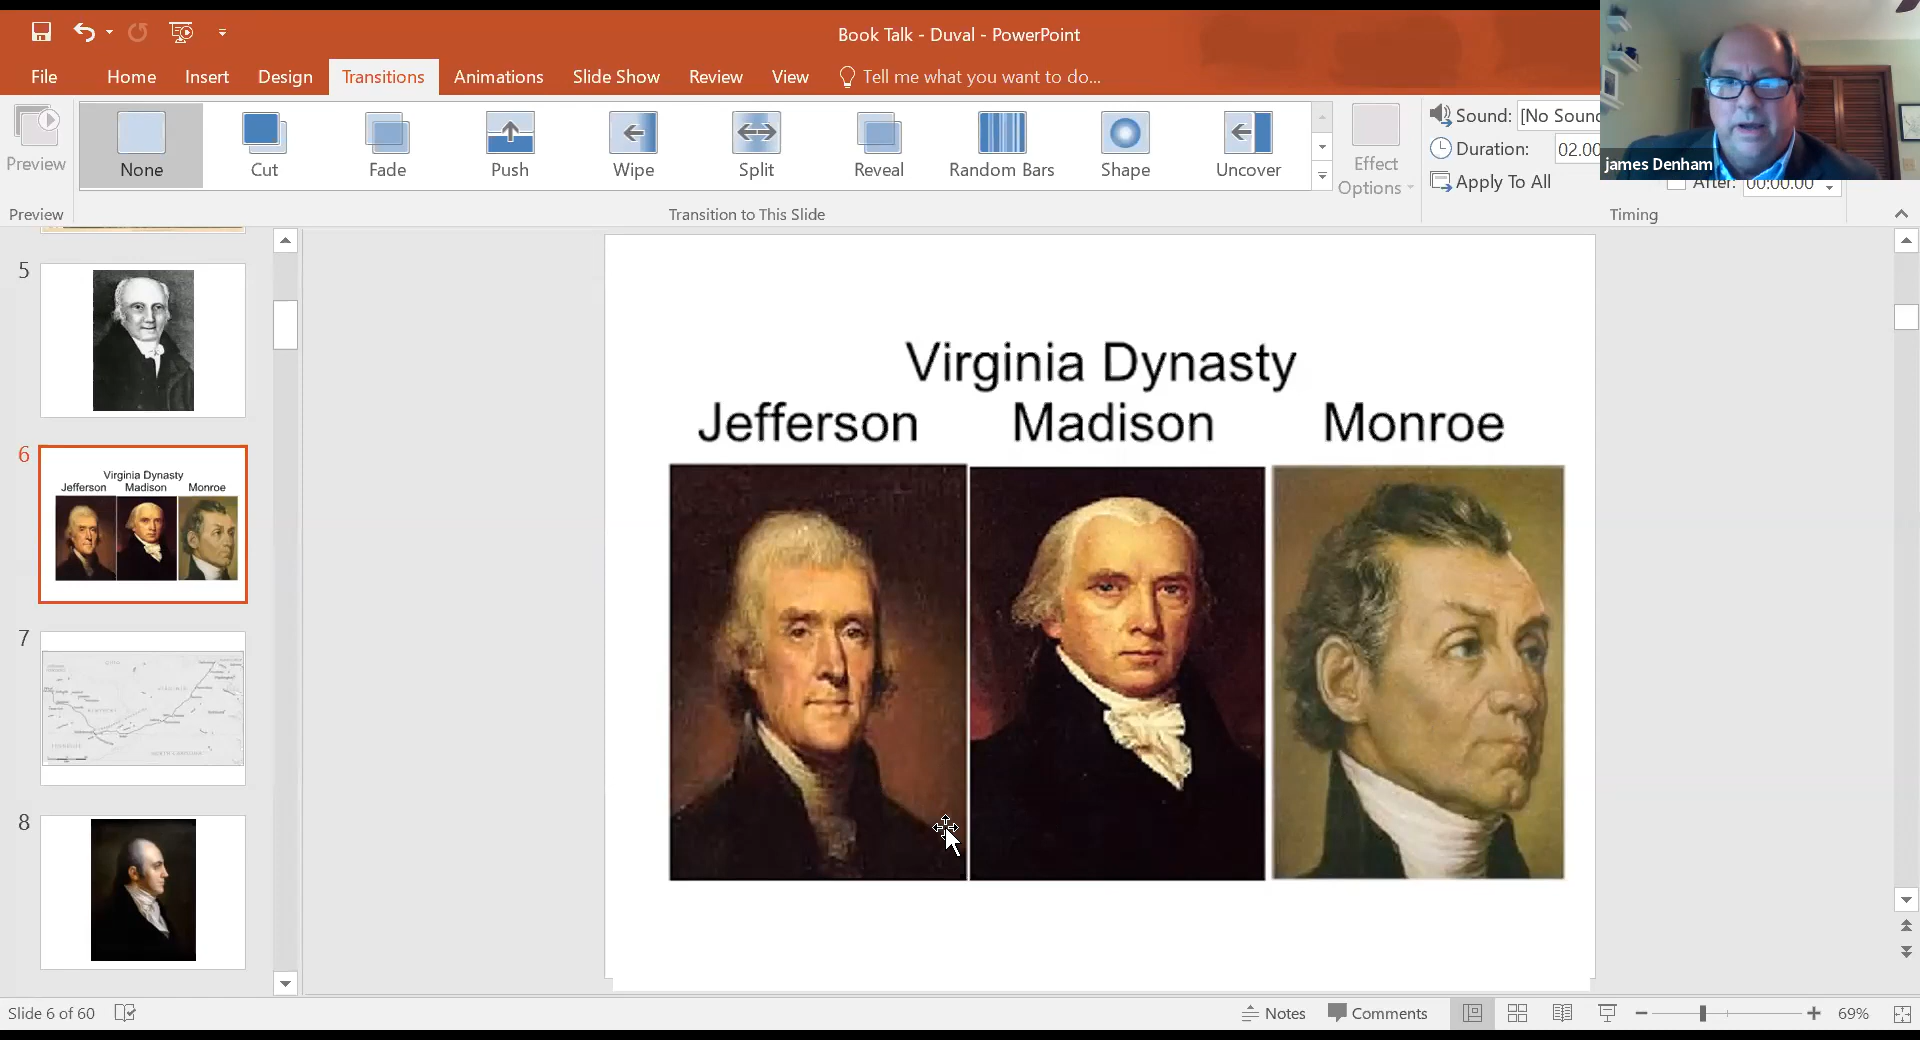 Book Talk - Duval - PowerPoint
File Home Insert Design Transitions Animations Slide Show Review View Tell me what you want to do...
Preview
None Cut Fade Push Wipe Split Reveal Random Bars Shape Uncover
Effect Options
Sound: [No Sound
Duration: 02.00
Apply To All
After: 00:00.00
james Denham
Preview Transition to This Slide Timing
5
6
Virginia Dynasty
Jefferson Madison Monroe
7
8
Virginia Dynasty
Jefferson Madison Monroe
Slide 6 of 60
Notes Comments 69%